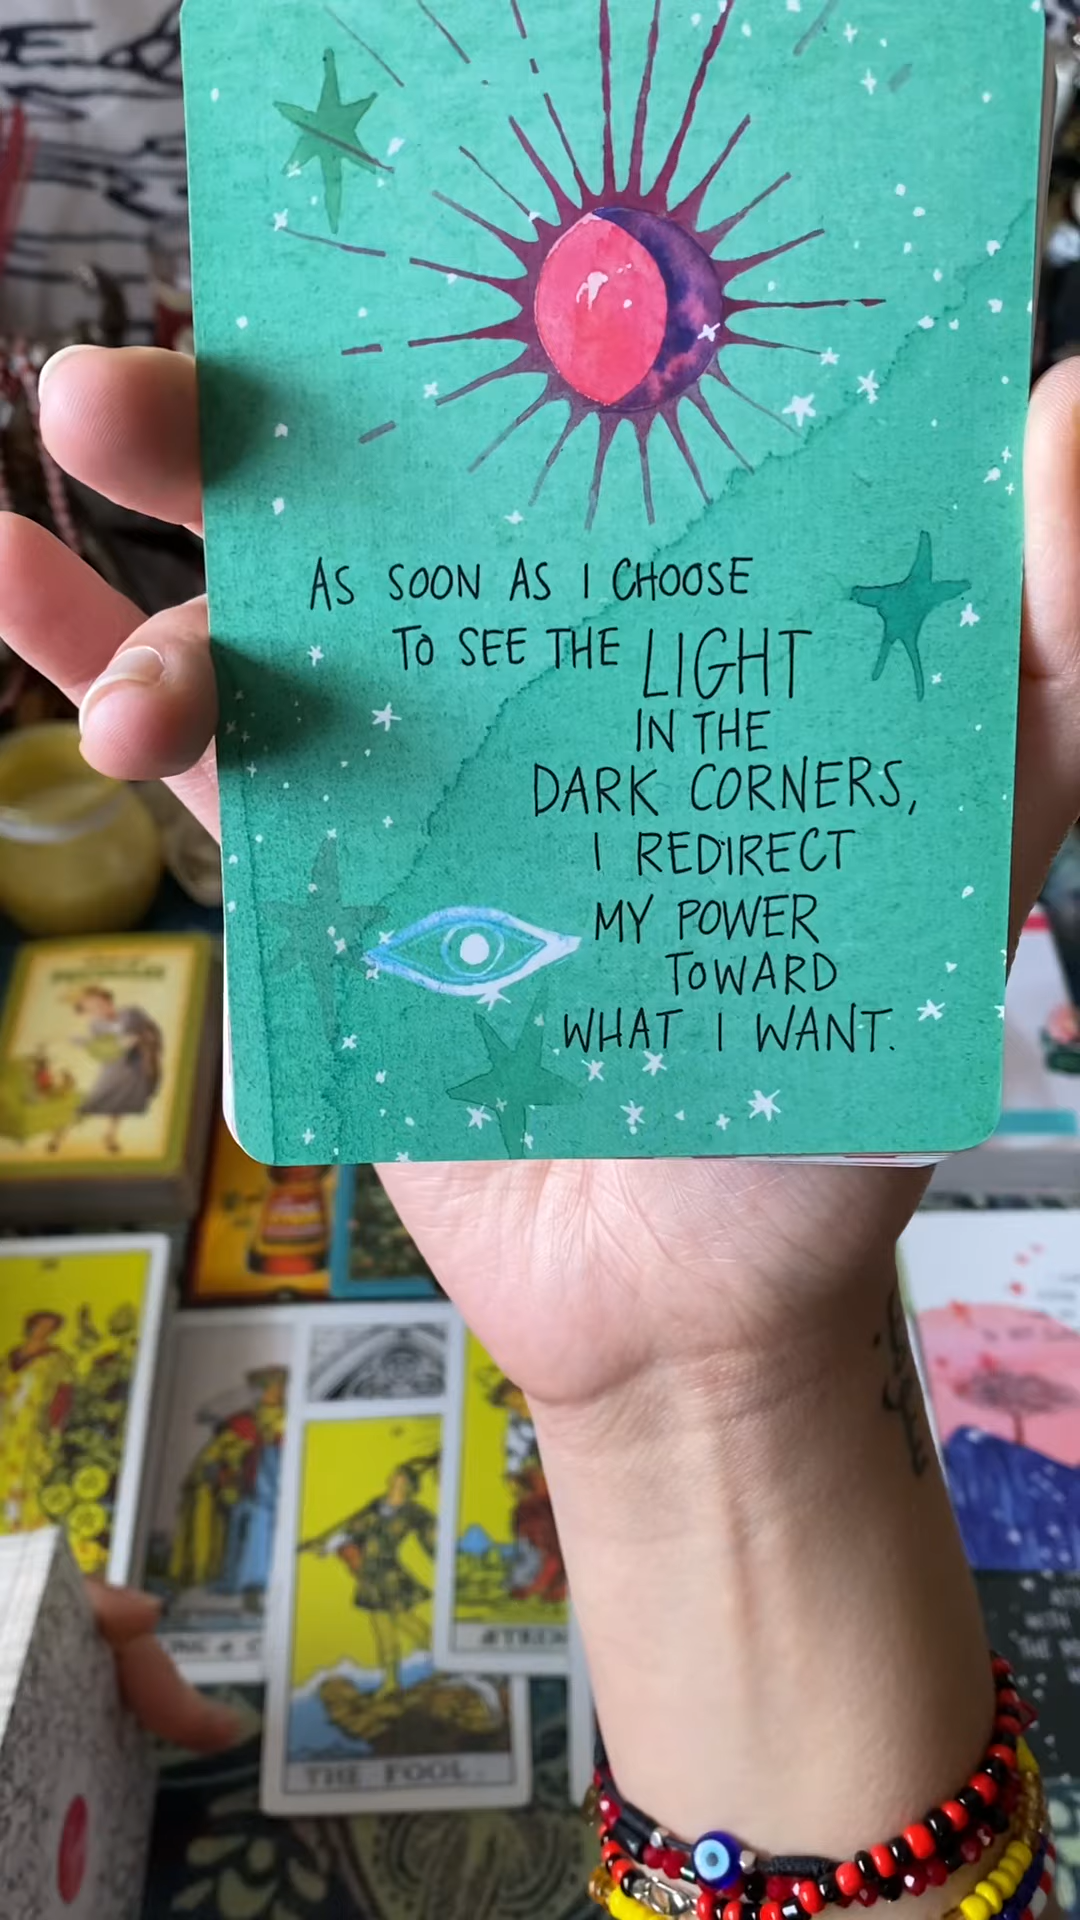 AS SOON AS I CHOOSE
TO SEE THE LIGHT
IN THE
DARK CORNERS,
I REDIRECT
MY POWER
TOWARD
WHAT I WANT.
THE FOOL.
WITH